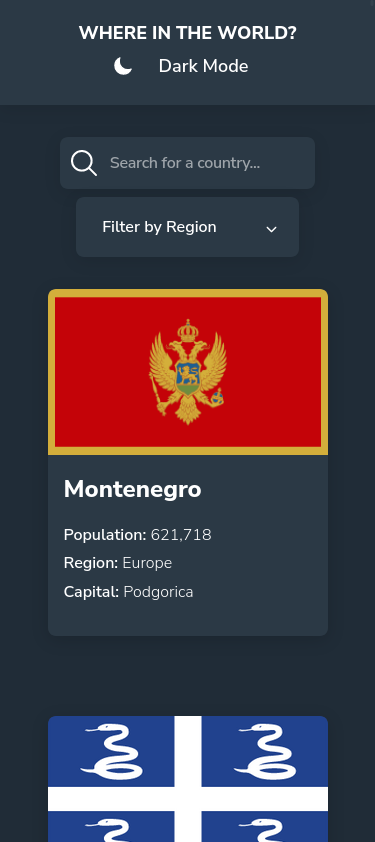 WHERE IN THE WORLD?
Dark Mode
Search for a country...
Filter by Region
Montenegro
Population: 621,718
Region: Europe
Capital: Podgorica